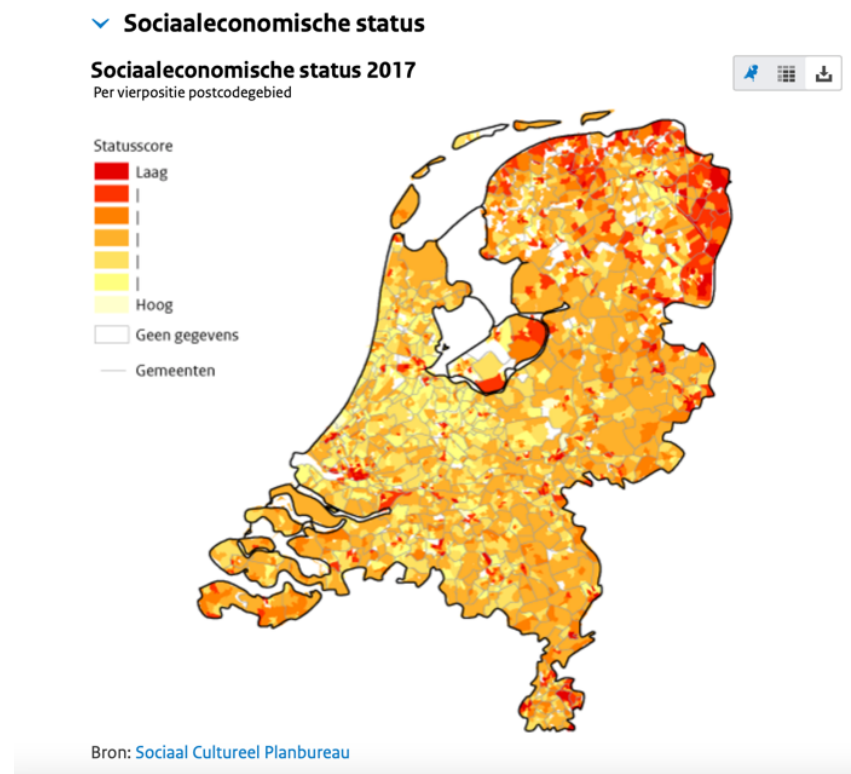 Sociaaleconomische status
Sociaaleconomische status 2017
Per vierpositie postcodegebied
Statusscore
Laag
Hoog
Geen gegevens
Gemeenten
Bron: Sociaal Cultureel Planbureau